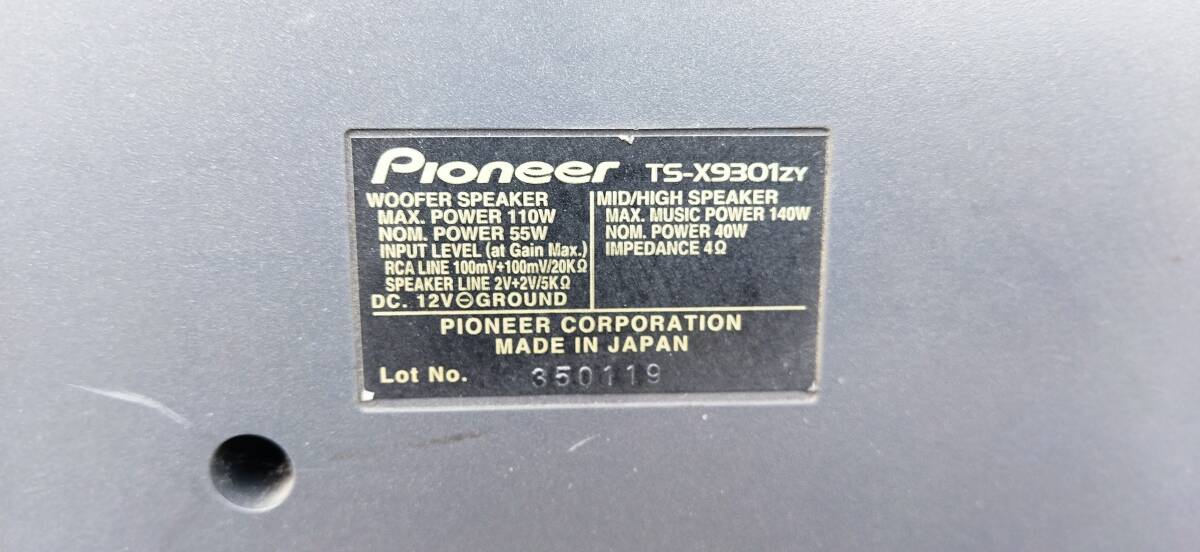 Pioneer TS-X9301ZY
WOOFER SPEAKER
MAX. POWER 110W
NOM. POWER 55W
INPUT LEVEL (at Gain Max.)
RCA LINE 100mV+100mV/20KΩ
SPEAKER LINE 2V+2V/5KΩ
DC. 12V⊖GROUND
MID/HIGH SPEAKER
MAX. MUSIC POWER 140W
NOM. POWER 40W
IMPEDANCE 4Ω
PIONEER CORPORATION
MADE IN JAPAN
Lot No. 350119